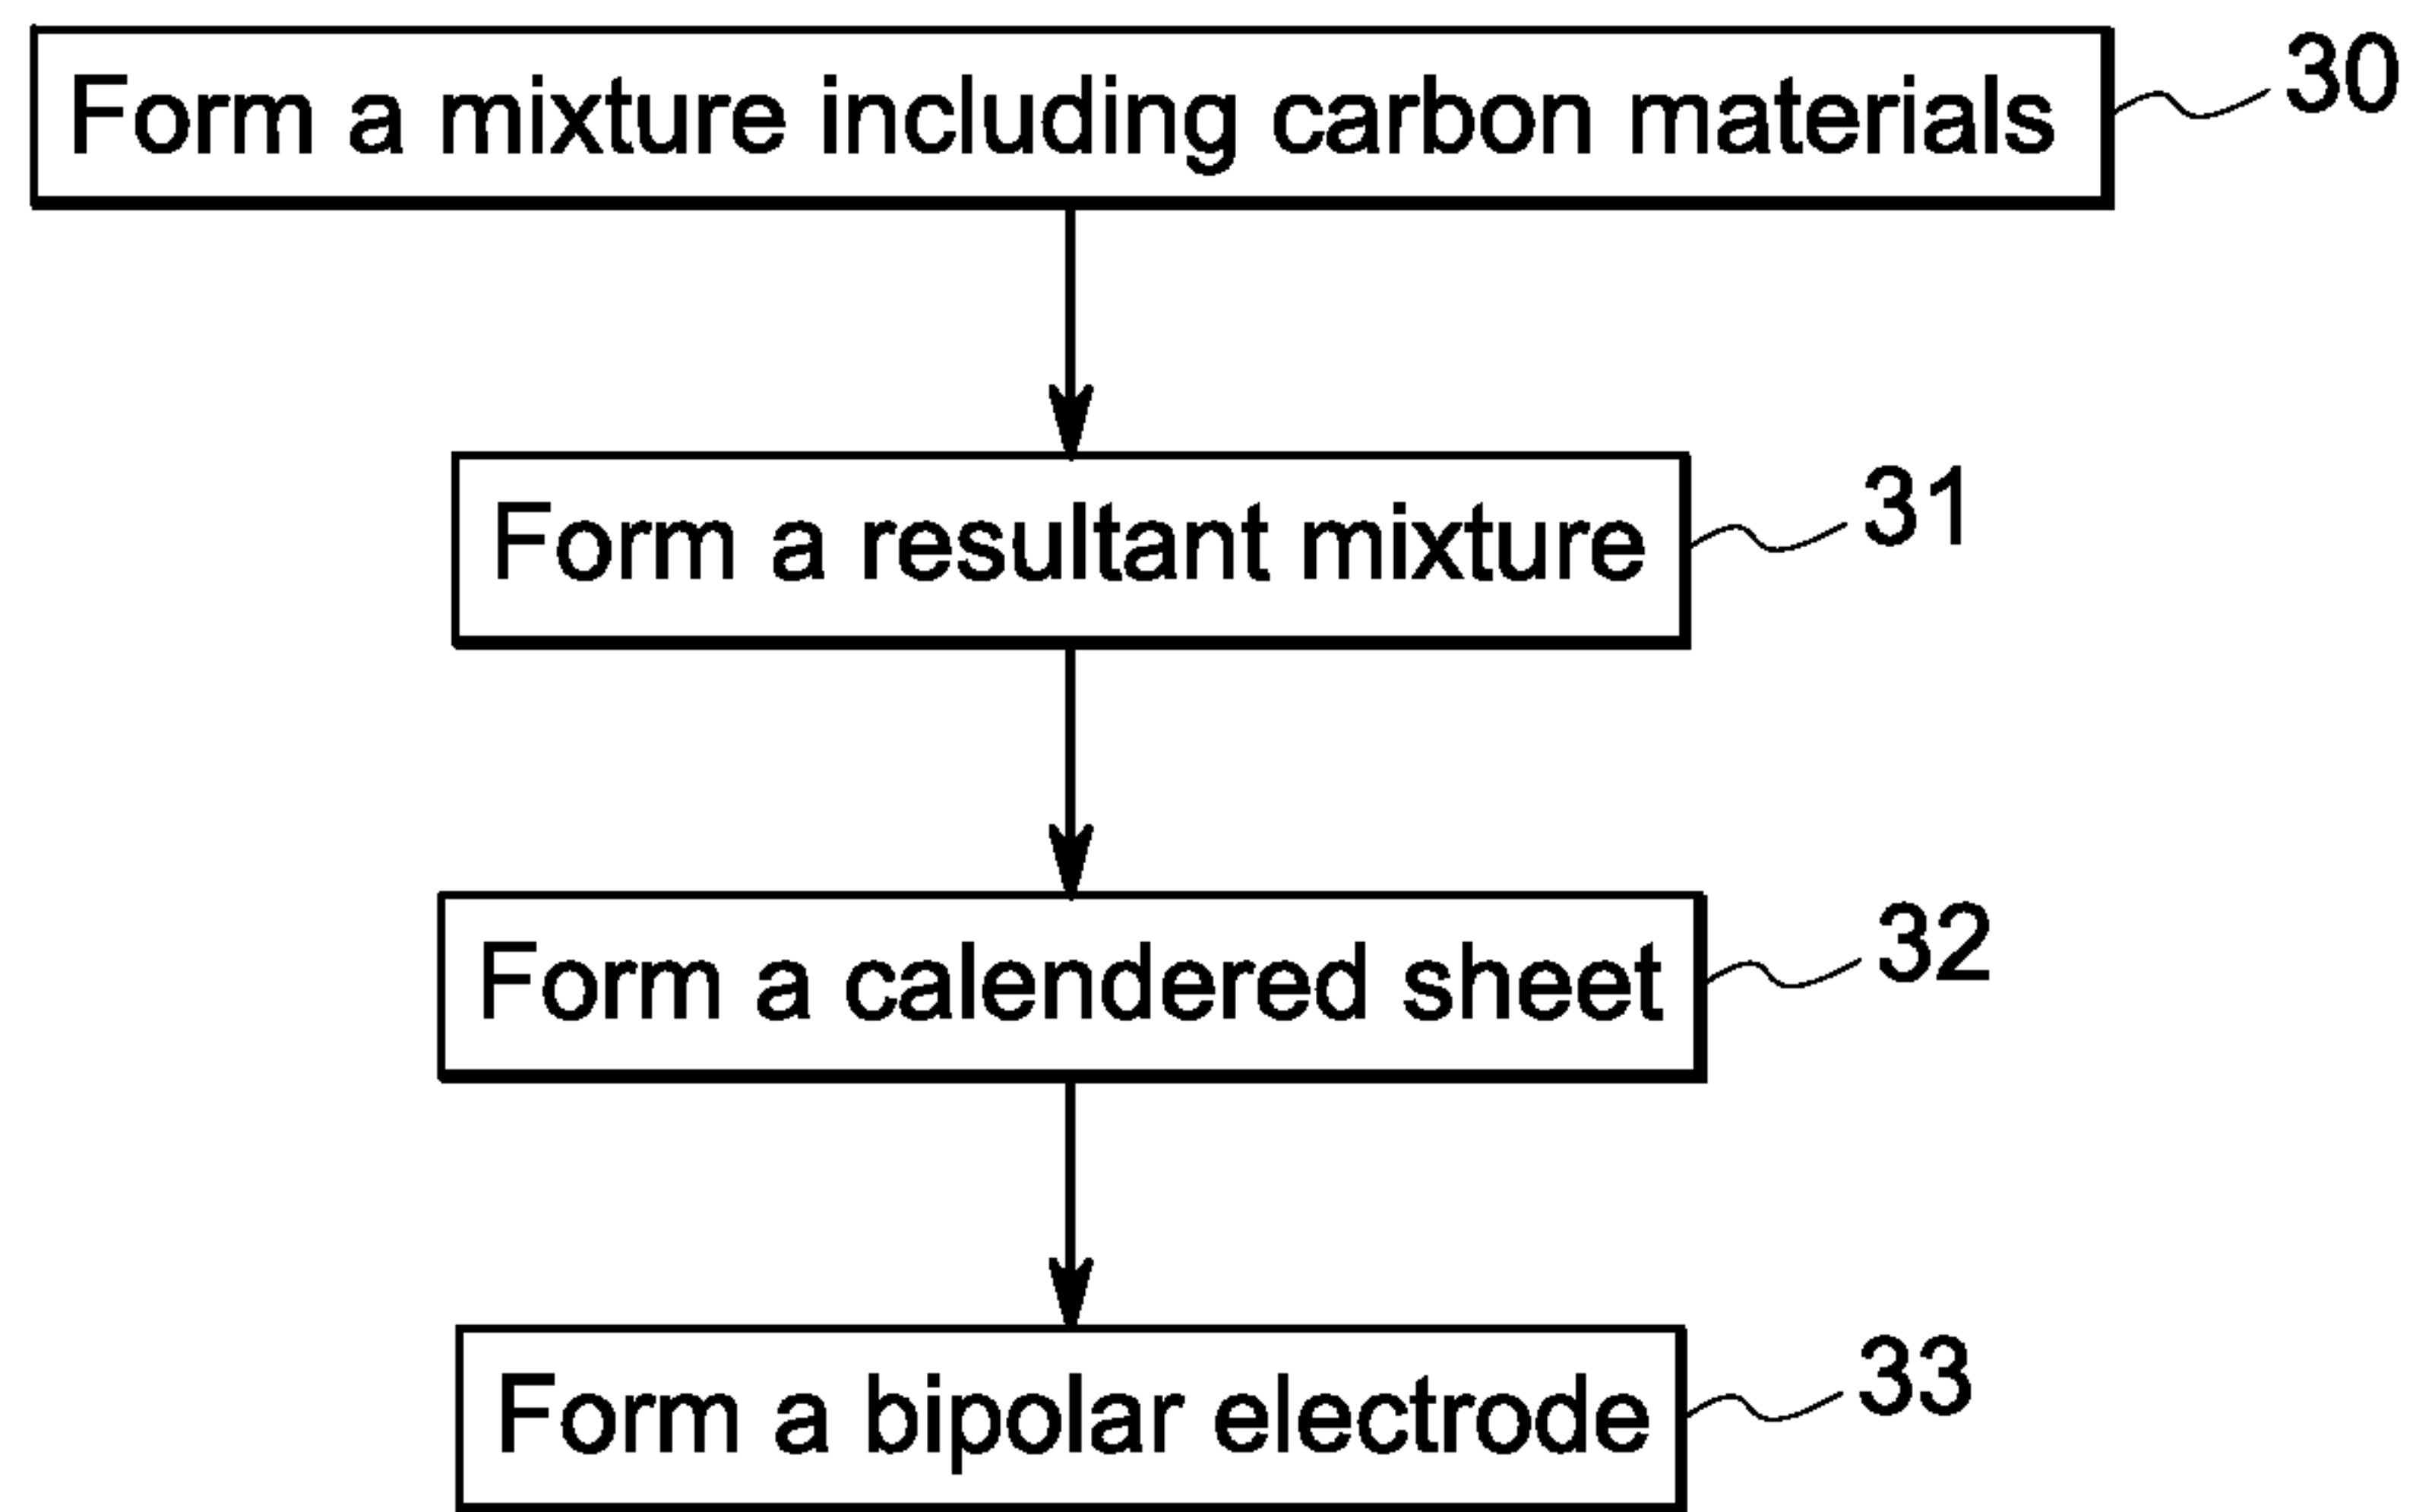 Form a mixture including carbon materials 30
Form a resultant mixture 31
Form a calendered sheet 32
Form a bipolar electrode 33